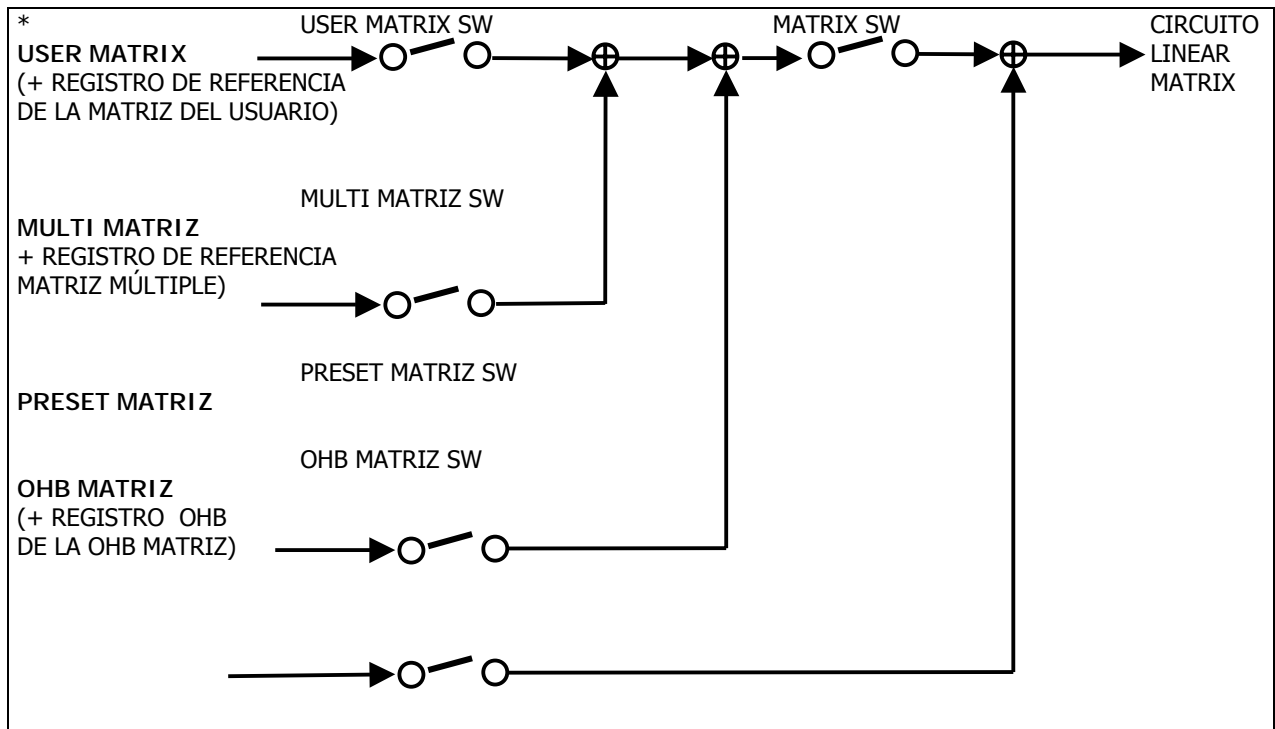 *
USER MATRIX SW
MATRIX SW
CIRCUITO
LINEAR
MATRIX
USER MATRIX
(+ REGISTRO DE REFERENCIA
DE LA MATRIZ DEL USUARIO)
MULTI MATRIZ SW
MULTI MATRIZ
+ REGISTRO DE REFERENCIA
MATRIZ MÚLTIPLE)
PRESET MATRIZ SW
PRESET MATRIZ
OHB MATRIZ SW
OHB MATRIZ
(+ REGISTRO OHB
DE LA OHB MATRIZ)